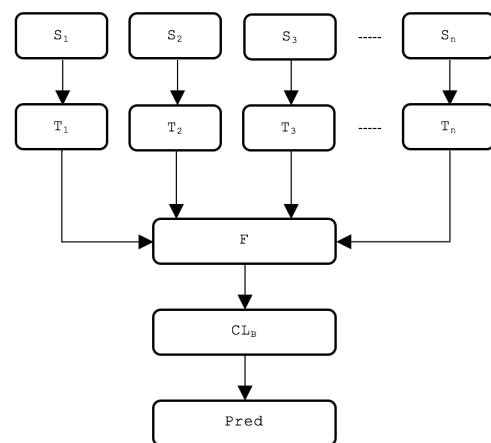 S₁ S₂ S₃ ----- Sₙ
T₁ T₂ T₃ ----- Tₙ
F
CL_B
Pred